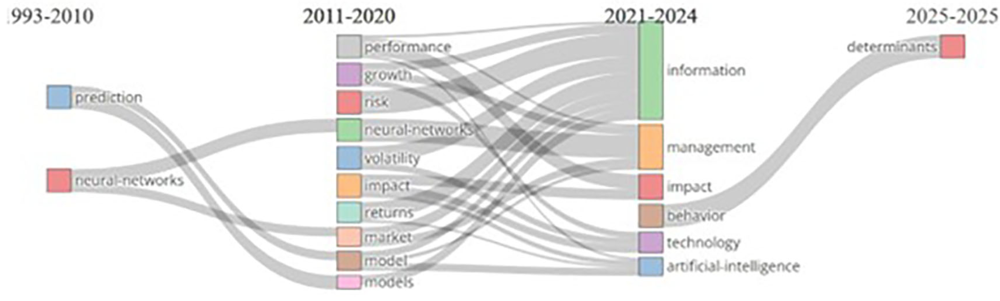 993-2010
2011-2020
2021-2024
2025-2025
prediction
neural-networks
performance
growth
risk
neural-networks
volatility
impact
returns
market
model
models
information
management
impact
behavior
technology
artificial-intelligence
determinants